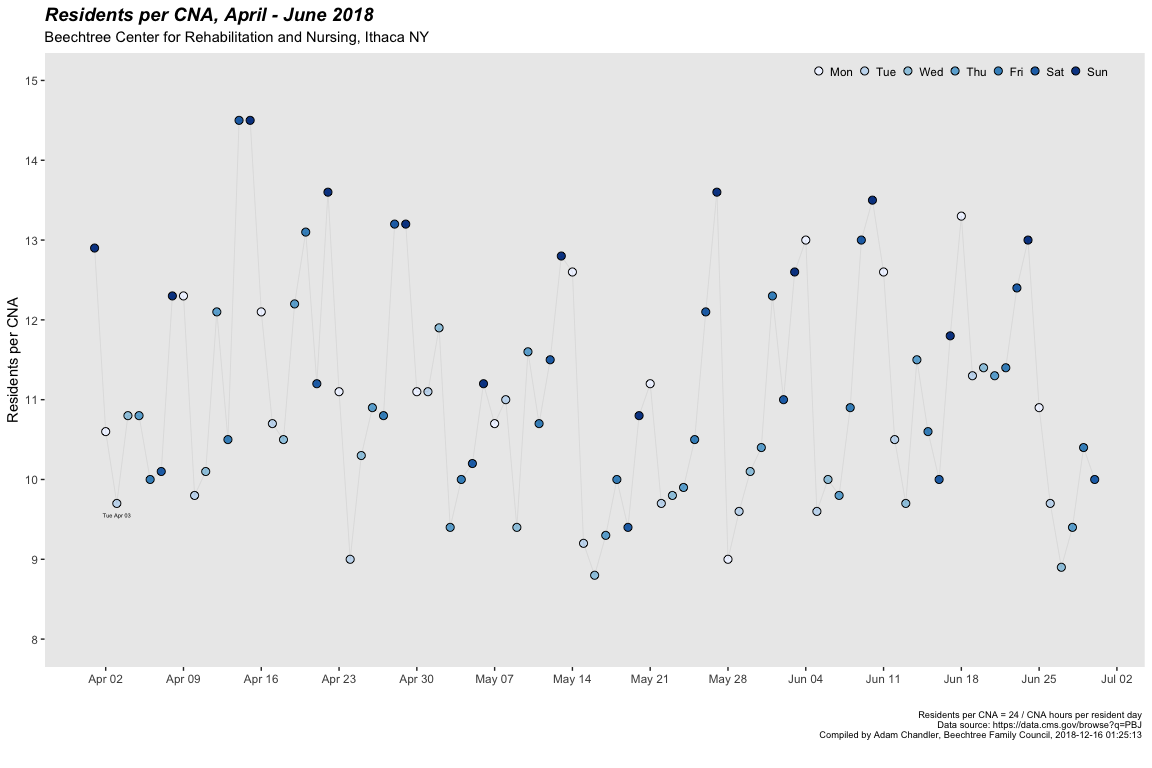 Residents per CNA, April - June 2018
Beechtree Center for Rehabilitation and Nursing, Ithaca NY
Mon Tue Wed Thu Fri Sat Sun
Residents per CNA
15
14
13
12
11
10
9
8
Tue Apr 03
Apr 02 Apr 09 Apr 16 Apr 23 Apr 30 May 07 May 14 May 21 May 28 Jun 04 Jun 11 Jun 18 Jun 25 Jul 02
Residents per CNA = 24 / CNA hours per resident day
Data source: https://data.cms.gov/browse?q=PBJ
Compiled by Adam Chandler, Beechtree Family Council, 2018-12-16 01:25:13